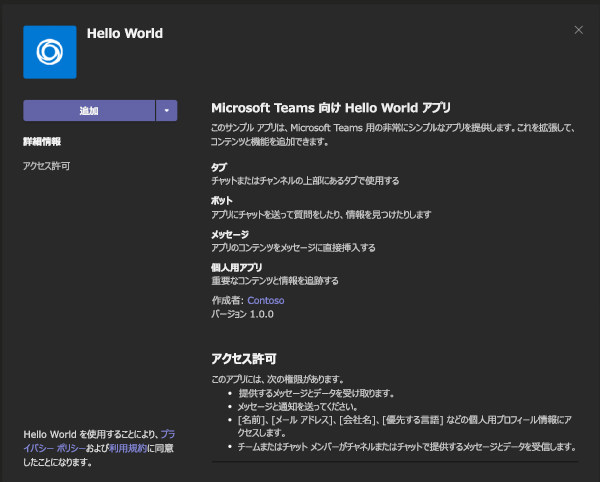 Hello World
追加
詳細情報
アクセス許可
Microsoft Teams 向け Hello World アプリ
このサンプル アプリは、Microsoft Teams 用の非常にシンプルなアプリを提供します。これを拡張して、
コンテンツと機能を追加できます。
タブ
チャットまたはチャンネルの上部にあるタブで使用する
ボット
アプリにチャットを送って質問をしたり、情報を見つけたりします
メッセージ
アプリのコンテンツをメッセージに直接挿入する
個人用アプリ
重要なコンテンツと情報を追跡する
作成者: Contoso
バージョン 1.0.0
アクセス許可
このアプリには、次の権限があります。
• 提供するメッセージとデータを受け取ります。
• メッセージと通知を送ってください。
• [名前]、[メール アドレス]、[会社名]、[優先する言語] などの個人用プロフィール情報にア
クセスします。
• チームまたはチャット メンバーがチャネルまたはチャットで提供するメッセージとデータを受信します。
Hello World を使用することにより、プラ
イバシー ポリシーおよび利用規約に同意
したことになります。